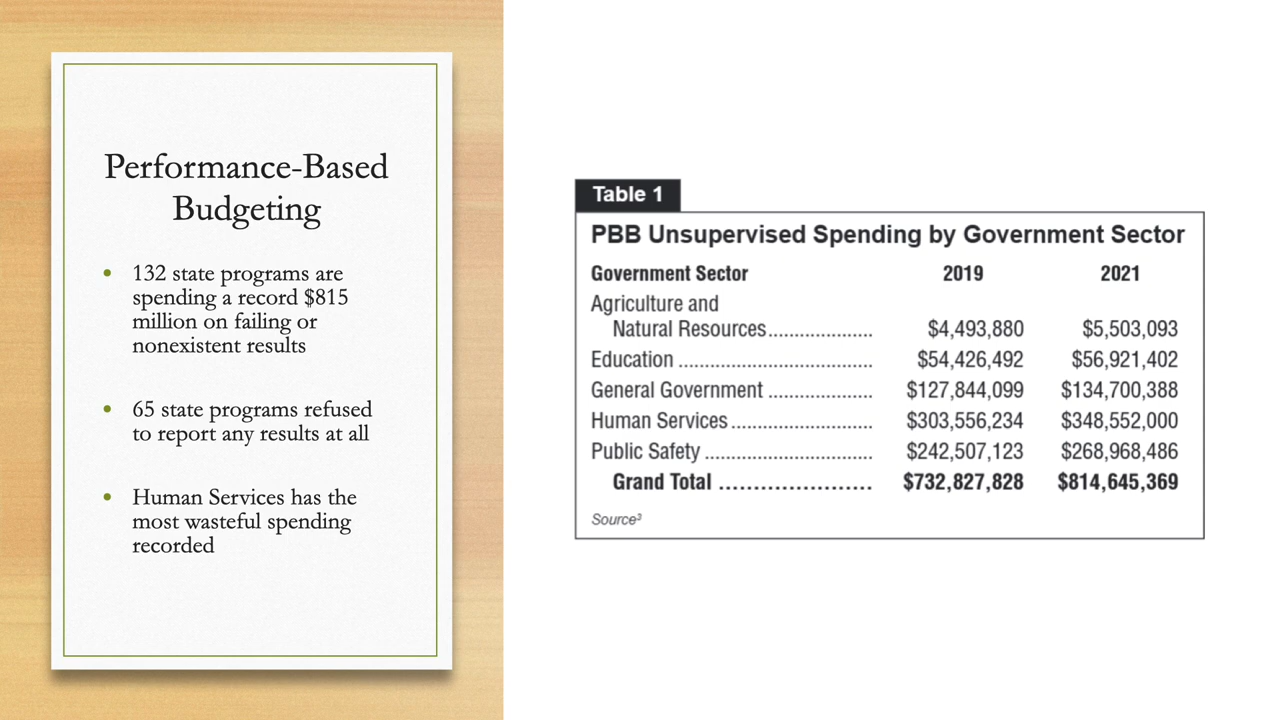 Performance-Based
Budgeting
• 132 state programs are
spending a record $815
million on failing or
nonexistent results
• 65 state programs refused
to report any results at all
• Human Services has the
most wasteful spending
recorded
Table 1
PBB Unsupervised Spending by Government Sector
Government Sector 2019 2021
Agriculture and
Natural Resources.................... $4,493,880 $5,503,093
Education ..................................... $54,426,492 $56,921,402
General Government .................... $127,844,099 $134,700,388
Human Services........................... $303,556,234 $348,552,000
Public Safety ................................ $242,507,123 $268,968,486
Grand Total ...................... $732,827,828 $814,645,369
Source³